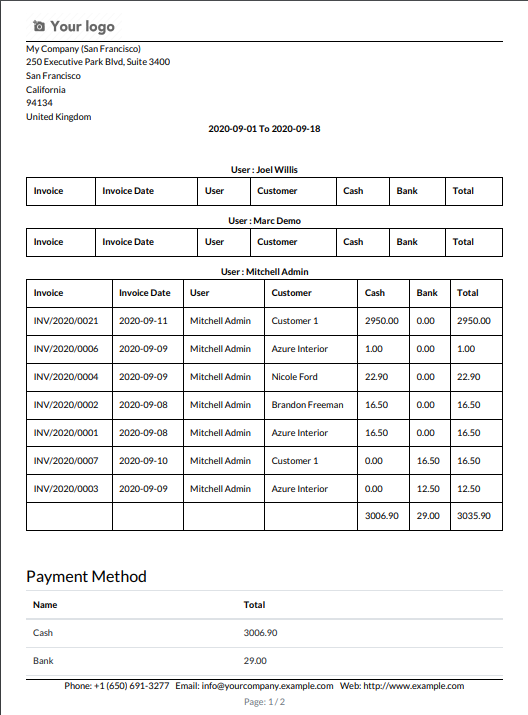 Your logo
My Company (San Francisco)
250 Executive Park Blvd, Suite 3400
San Francisco
California
94134
United Kingdom
2020-09-01 To 2020-09-18
User : Joel Willis
Invoice Invoice Date User Customer Cash Bank Total
User : Marc Demo
Invoice Invoice Date User Customer Cash Bank Total
User : Mitchell Admin
Invoice Invoice Date User Customer Cash Bank Total
INV/2020/0021 2020-09-11 Mitchell Admin Customer 1 2950.00 0.00 2950.00
INV/2020/0006 2020-09-09 Mitchell Admin Azure Interior 1.00 0.00 1.00
INV/2020/0004 2020-09-09 Mitchell Admin Nicole Ford 22.90 0.00 22.90
INV/2020/0002 2020-09-08 Mitchell Admin Brandon Freeman 16.50 0.00 16.50
INV/2020/0001 2020-09-08 Mitchell Admin Azure Interior 16.50 0.00 16.50
INV/2020/0007 2020-09-10 Mitchell Admin Customer 1 0.00 16.50 16.50
INV/2020/0003 2020-09-09 Mitchell Admin Azure Interior 0.00 12.50 12.50
3006.90 29.00 3035.90
Payment Method
Name Total
Cash 3006.90
Bank 29.00
Phone: +1 (650) 691-3277 Email: info@yourcompany.example.com Web: http://www.example.com
Page: 1 / 2